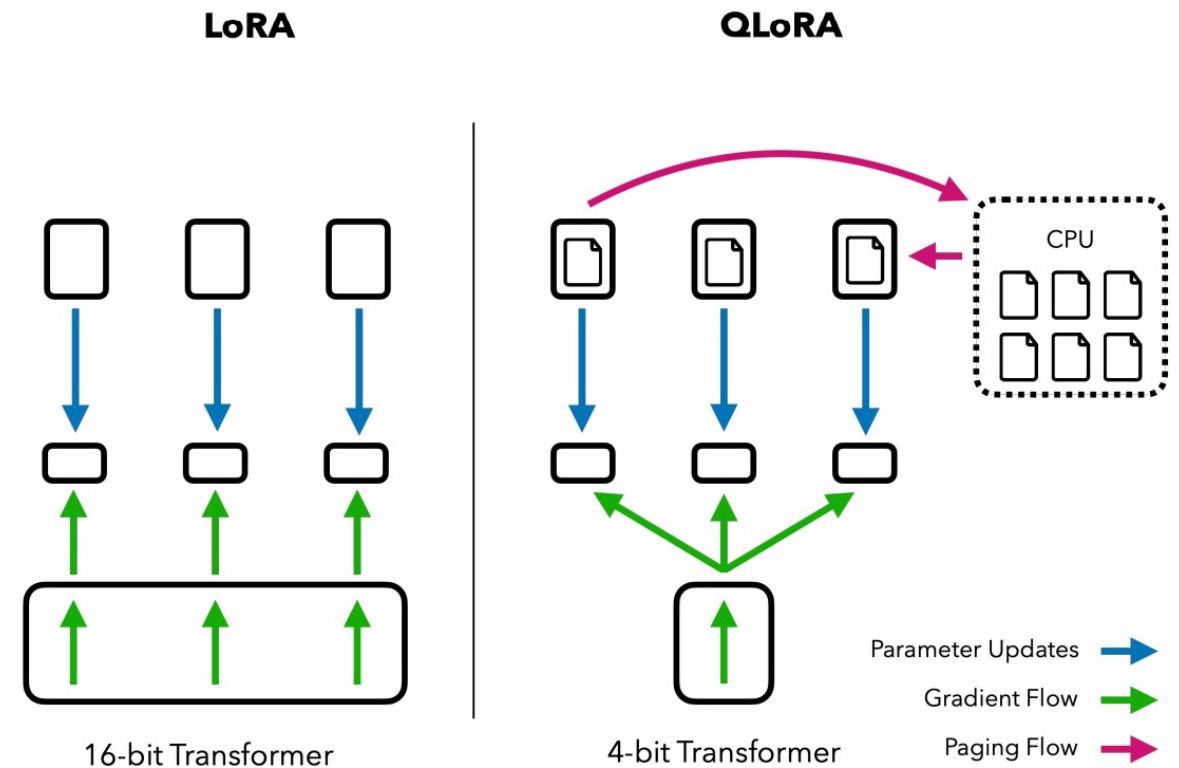 LoRA
QLoRA
CPU
Parameter Updates
Gradient Flow
Paging Flow
16-bit Transformer
4-bit Transformer